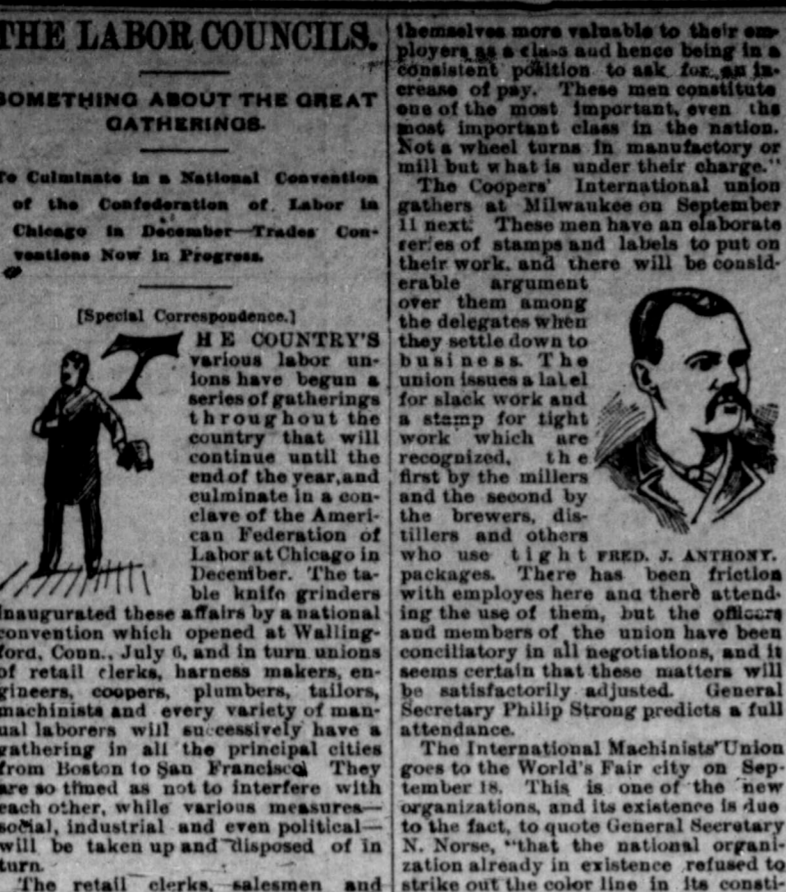 THE LABOR COUNCILS.
SOMETHING ABOUT THE GREAT
GATHERINGS.
To Culminate in a National Convention
of the Confederation of Labor in
Chicago in December—Trades Con-
ventions Now in Progress.
[Special Correspondence.]
THE COUNTRY'S
various labor un-
ions have begun a
series of gatherings
throughout the
country that will
continue until the
end of the year, and
culminate in a con-
clave of the Ameri-
can Federation of
Labor at Chicago in
December. The ta-
ble knife grinders
inaugurated these affairs by a national
convention which opened at Walling-
ford, Conn., July 6, and in turn unions
of retail clerks, harness makers, en-
gineers, coopers, plumbers, tailors,
machinists and every variety of man-
ual laborers will successively have a
gathering in all the principal cities
from Boston to San Francisco. They
are so timed as not to interfere with
each other, while various measures—
social, industrial and even political—
will be taken up and disposed of in
turn.
The retail clerks, salesmen and
themselves more valuable to their em-
ployers as a class and hence being in a
consistent position to ask for an in-
crease of pay. These men constitute
one of the most important, even the
most important class in the nation.
Not a wheel turns in manufactory or
mill but what is under their charge."
The Coopers' International union
gathers at Milwaukee on September
11 next. These men have an elaborate
series of stamps and labels to put on
their work, and there will be consid-
erable argument
over them among
the delegates when
they settle down to
business. The
union issues a label
for slack work and
a stamp for tight
work which are
recognized, the
first by the millers
and the second by
the brewers, dis-
tillers and others
who use tight
FRED. J. ANTHONY.
packages. There has been friction
with employes here and there attend-
ing the use of them, but the officers
and members of the union have been
conciliatory in all negotiations, and it
seems certain that these matters will
be satisfactorily adjusted. General
Secretary Philip Strong predicts a full
attendance.
The International Machinists' Union
goes to the World's Fair city on Sep-
tember 18. This is one of the new
organizations, and its existence is due
to the fact, to quote General Secretary
N. Norse, "that the national organi-
zation already in existence refused to
strike out the color line in its consti-